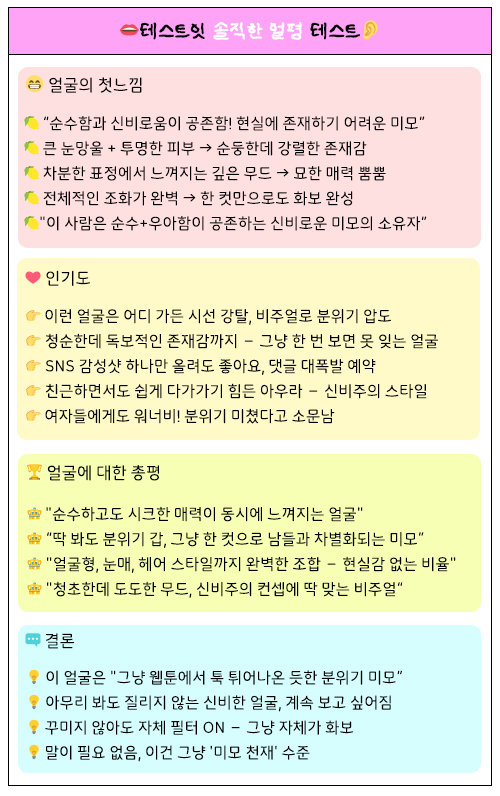 테스트잇 솔직한 얼평 테스트
얼굴의 첫느낌
"순수함과 신비로움이 공존함! 현실에 존재하기 어려운 미모"
큰 눈망울 + 투명한 피부 → 순둥한데 강렬한 존재감
차분한 표정에서 느껴지는 깊은 무드 → 묘한 매력 뿜뿜
전체적인 조화가 완벽 → 한 컷만으로도 화보 완성
"이 사람은 순수+우아함이 공존하는 신비로운 미모의 소유자"
인기도
이런 얼굴은 어디 가든 시선 강탈, 비주얼로 분위기 압도
청순한데 독보적인 존재감까지 – 그냥 한 번 보면 못 잊는 얼굴
SNS 감성샷 하나만 올려도 좋아요, 댓글 대폭발 예약
친근하면서도 쉽게 다가가기 힘든 아우라 – 신비주의 스타일
여자들에게도 워너비! 분위기 미쳤다고 소문남
얼굴에 대한 총평
"순수하고도 시크한 매력이 동시에 느껴지는 얼굴"
"딱 봐도 분위기 갑, 그냥 한 컷으로 남들과 차별화되는 미모"
"얼굴형, 눈매, 헤어 스타일까지 완벽한 조합 – 현실감 없는 비율"
"청초한데 도도한 무드, 신비주의 컨셉에 딱 맞는 비주얼"
결론
이 얼굴은 "그냥 웹툰에서 툭 튀어나온 듯한 분위기 미모"
아무리 봐도 질리지 않는 신비한 얼굴, 계속 보고 싶어짐
꾸미지 않아도 자체 필터 ON – 그냥 자체가 화보
말이 필요 없음, 이건 그냥 '미모 천재' 수준